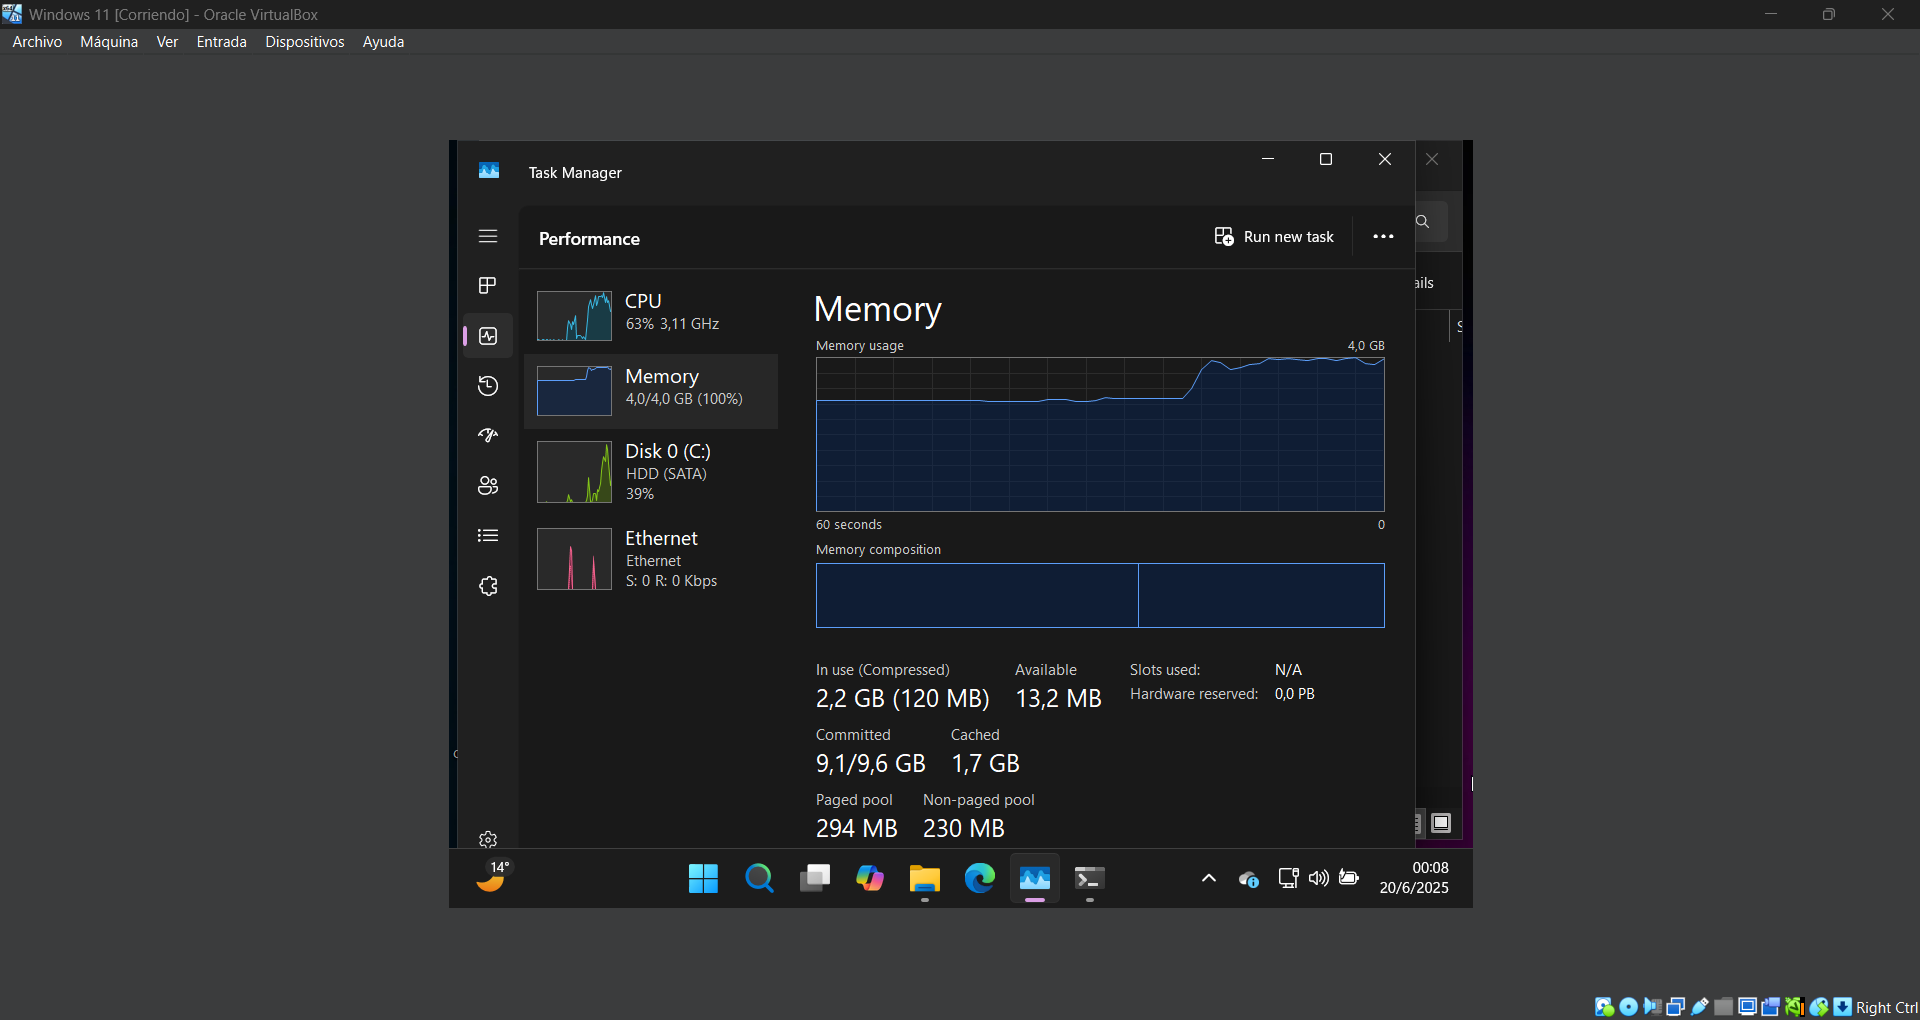 Windows 11 [Corriendo] - Oracle VirtualBox
Archivo Máquina Ver Entrada Dispositivos Ayuda
Task Manager
Performance
Run new task
ails
S
CPU
63% 3,11 GHz
Memory
4,0/4,0 GB (100%)
Disk 0 (C:)
HDD (SATA)
39%
Ethernet
Ethernet
S: 0 R: 0 Kbps
Memory
Memory usage 4,0 GB
60 seconds 0
Memory composition
In use (Compressed) Available Slots used: N/A
2,2 GB (120 MB) 13,2 MB Hardware reserved: 0,0 PB
Committed Cached
9,1/9,6 GB 1,7 GB
Paged pool Non-paged pool
294 MB 230 MB
14°
00:08
20/6/2025
Right Ctrl